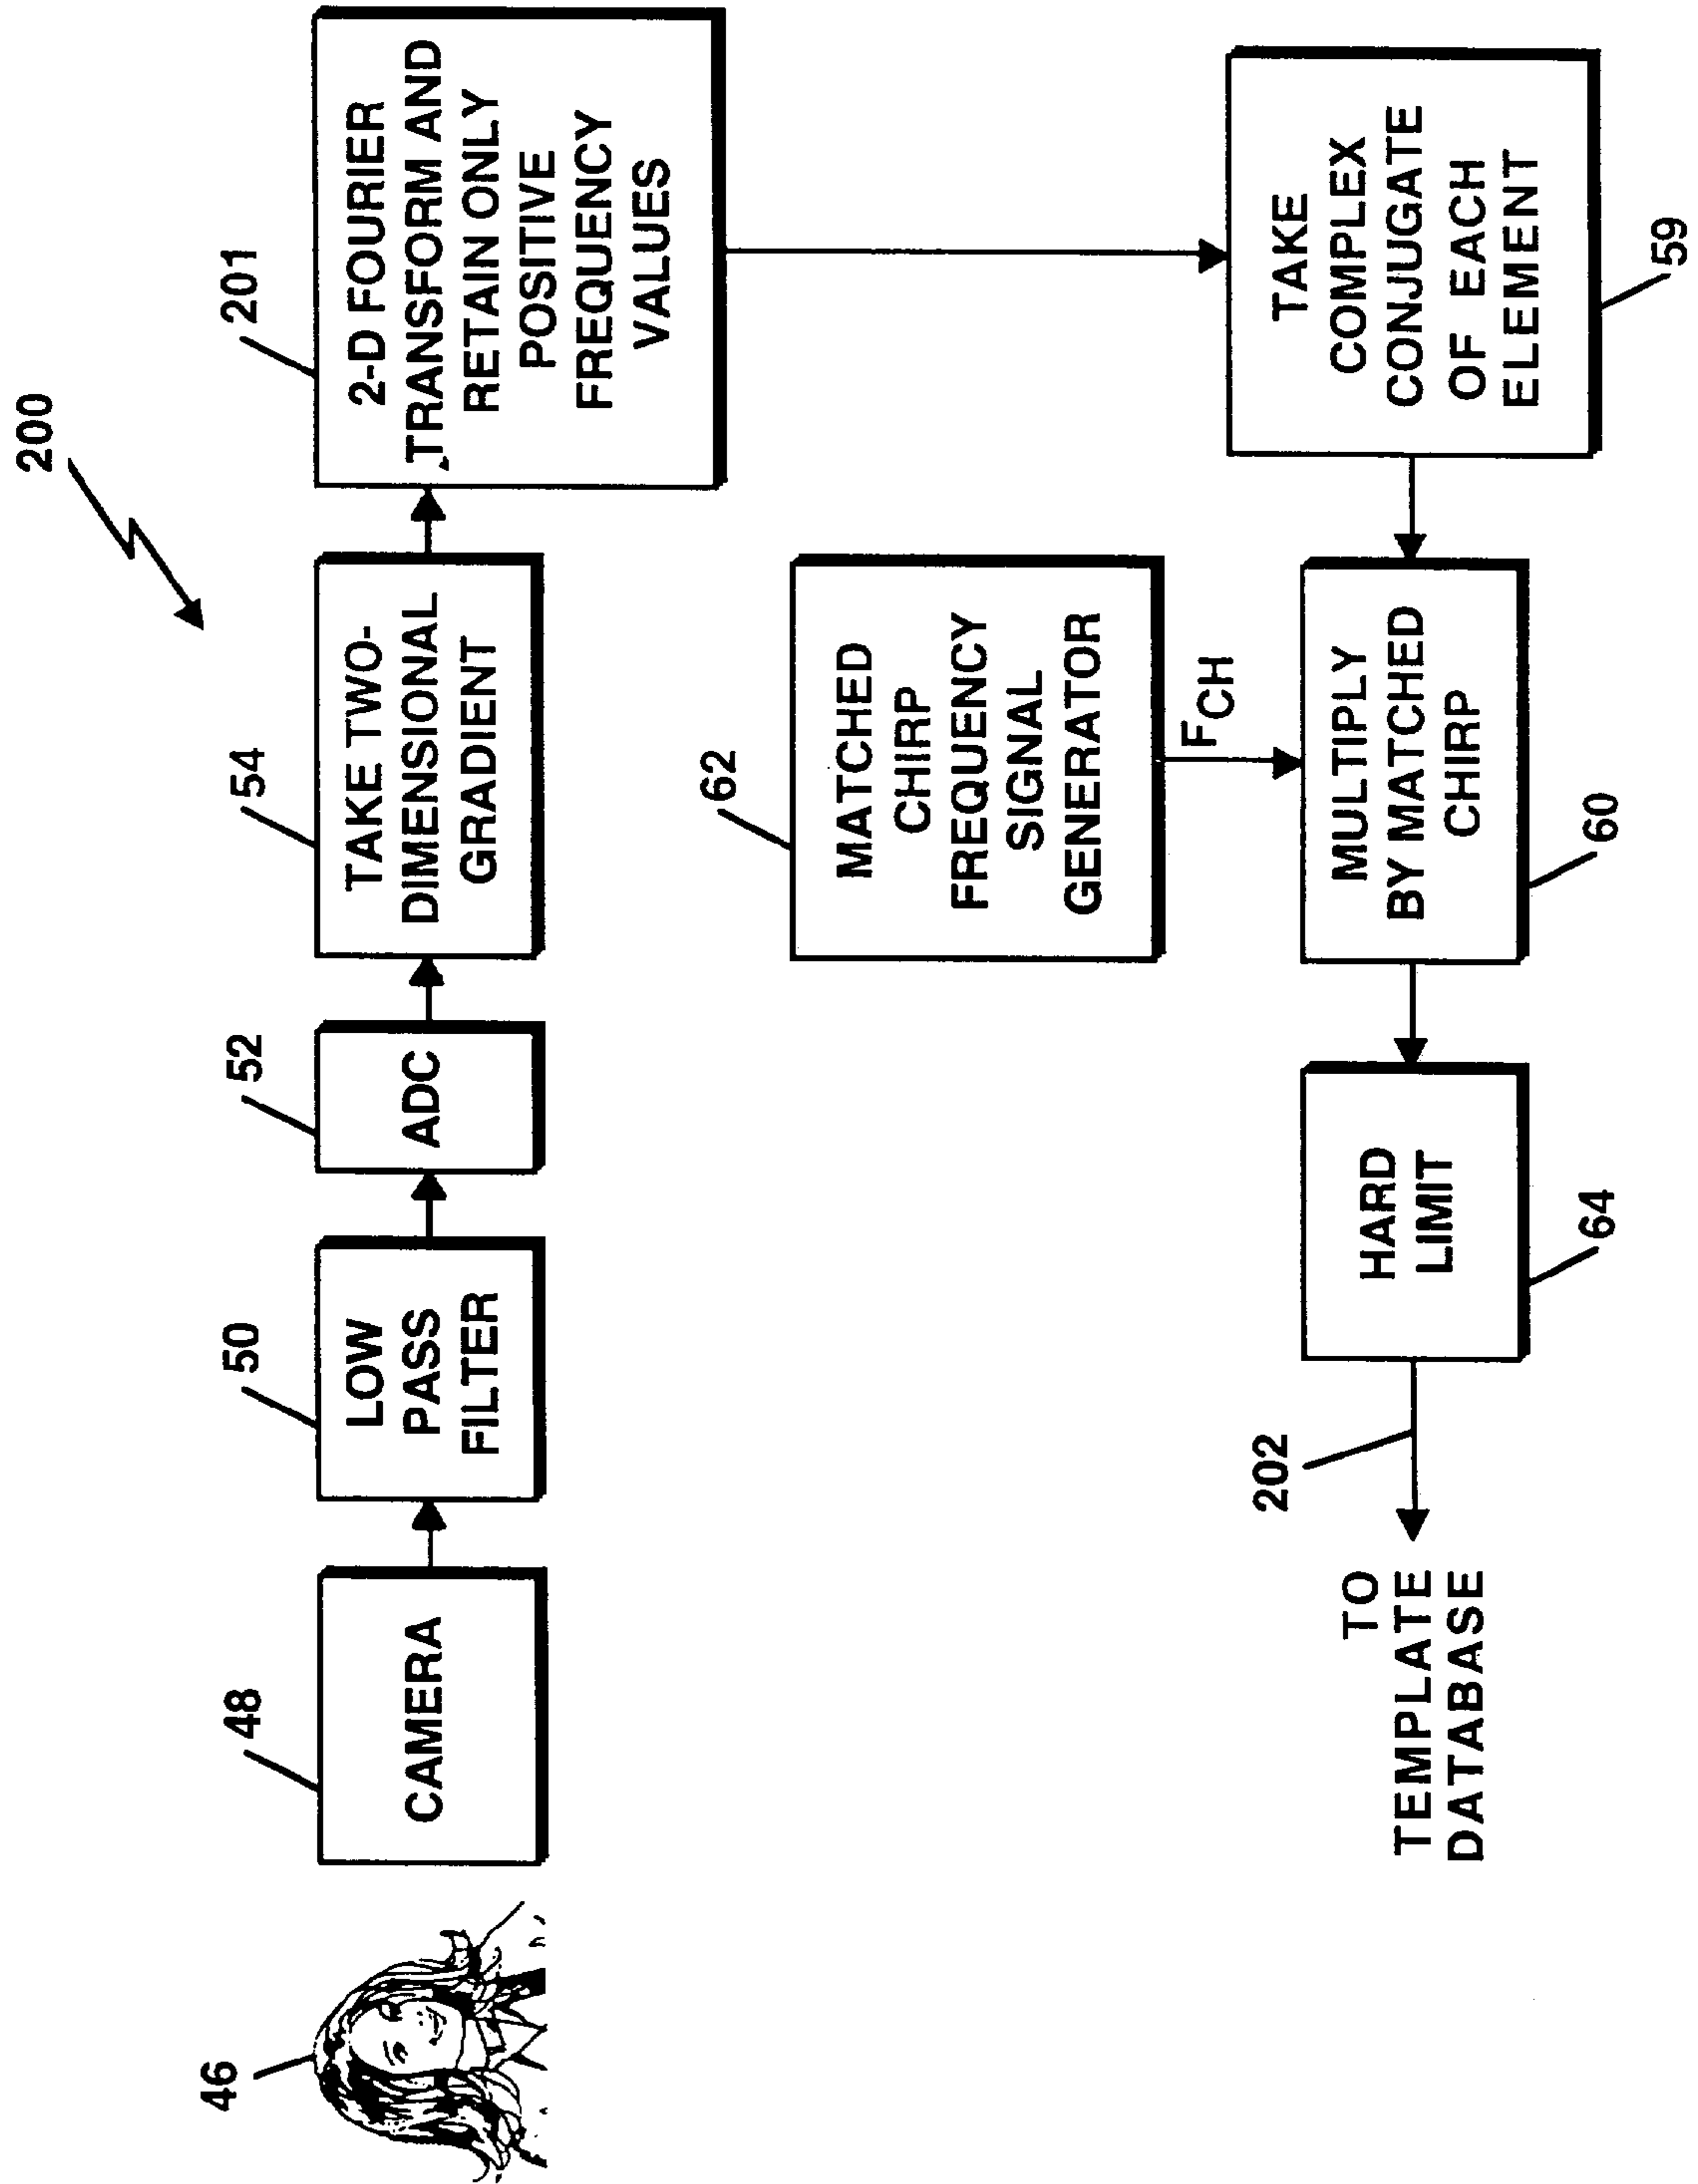 200
46
48
CAMERA
50
LOW
PASS
FILTER
52
ADC
54
TAKE TWO-
DIMENSIONAL
GRADIENT
201
2-D FOURIER
TRANSFORM AND
RETAIN ONLY
POSITIVE
FREQUENCY
VALUES
62
MATCHED
CHIRP
FREQUENCY
SIGNAL
GENERATOR
FCH
TO
TEMPLATE
DATABASE
202
HARD
LIMIT
64
MULTIPLY
BY MATCHED
CHIRP
60
TAKE
COMPLEX
CONJUGATE
OF EACH
ELEMENT
59